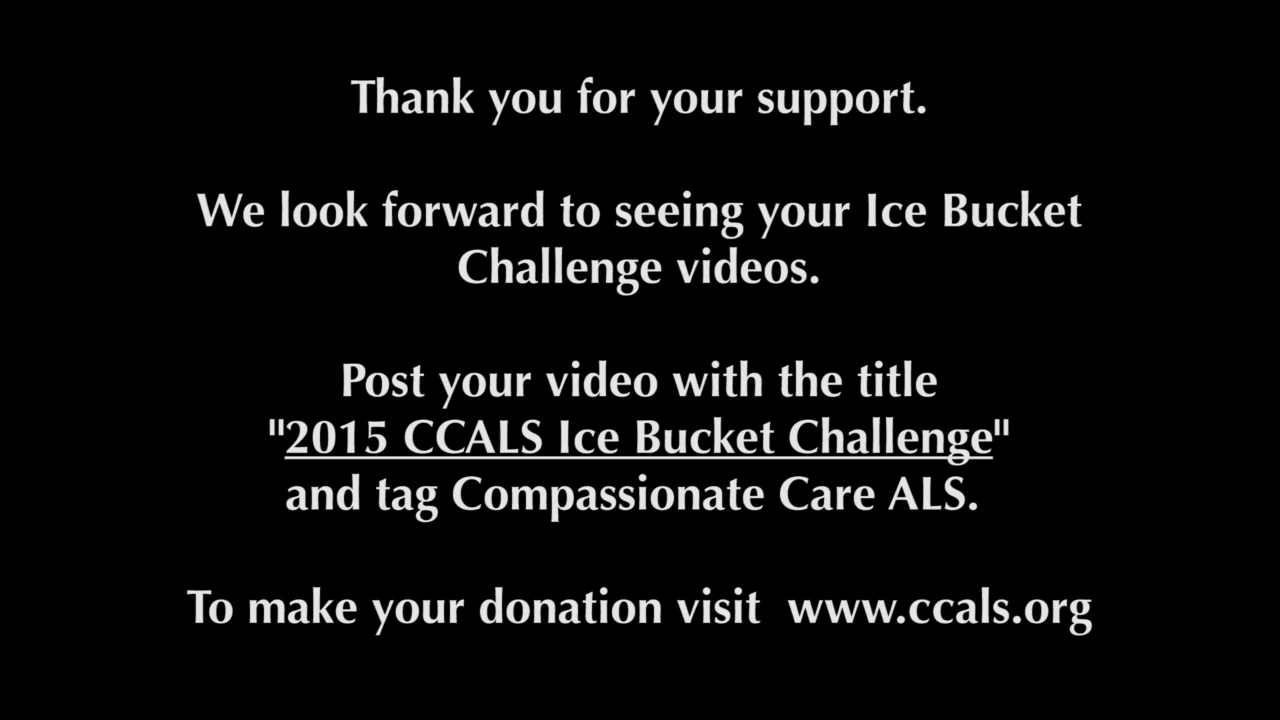 Thank you for your support.
We look forward to seeing your Ice Bucket
Challenge videos.
Post your video with the title
"2015 CCALS Ice Bucket Challenge"
and tag Compassionate Care ALS.
To make your donation visit  www.ccals.org